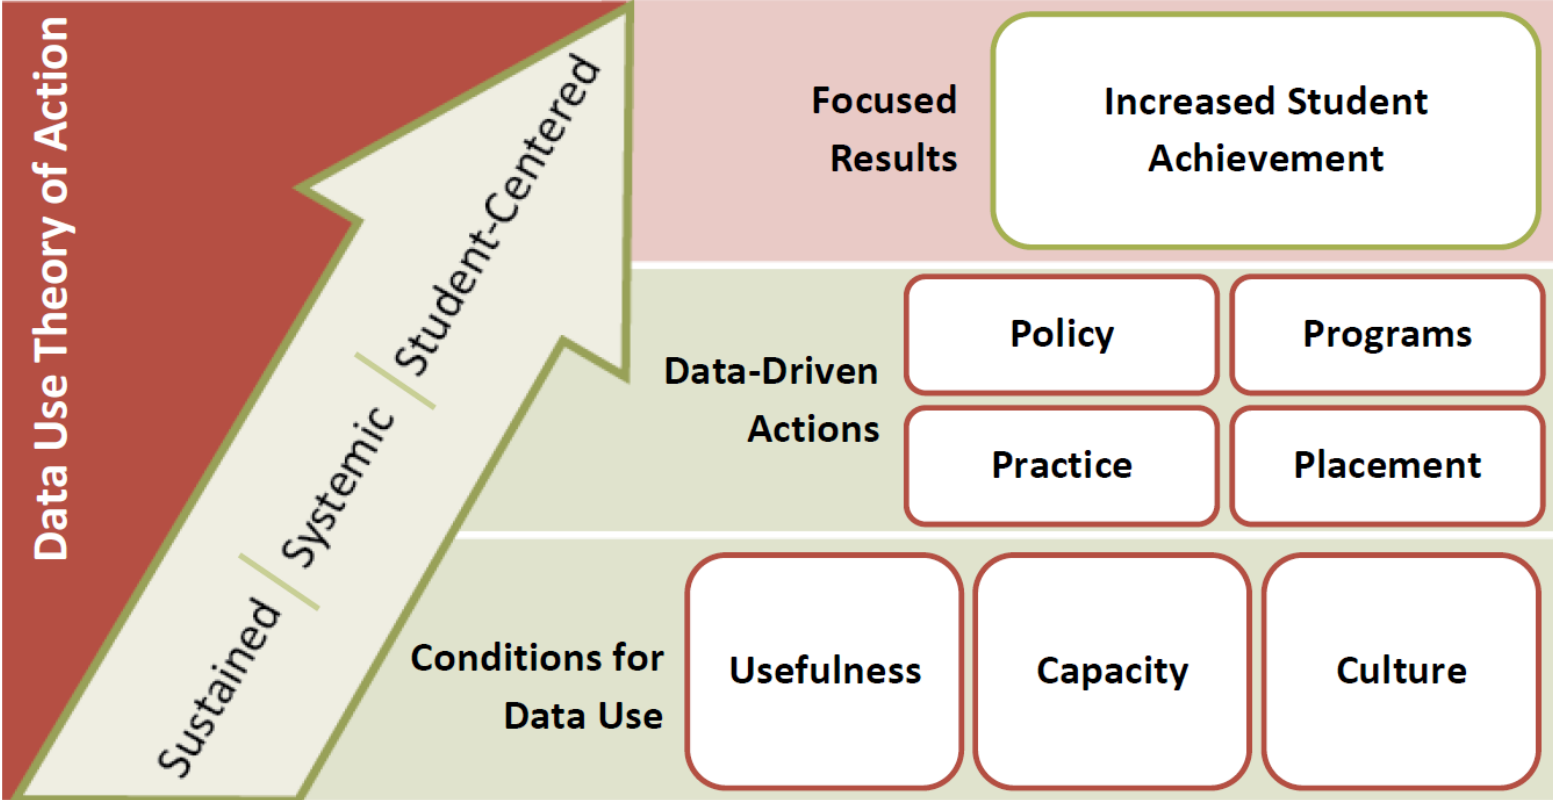 Data Use Theory of Action
Sustained
Systemic
Student-Centered
Focused
Results
Increased Student
Achievement
Data-Driven
Actions
Policy
Programs
Practice
Placement
Conditions for
Data Use
Usefulness
Capacity
Culture